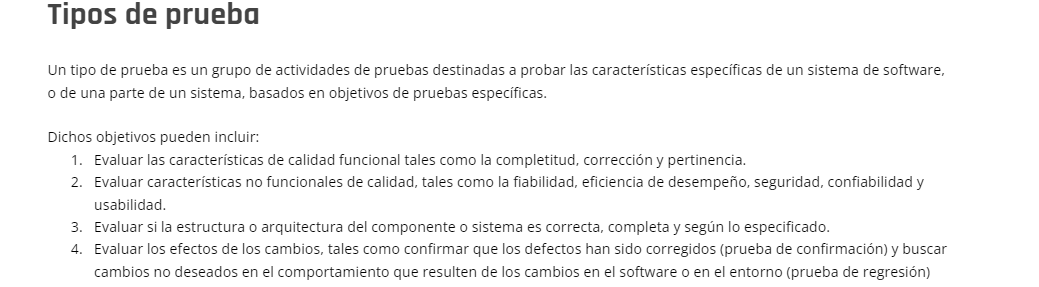 Tipos de prueba
Un tipo de prueba es un grupo de actividades de pruebas destinadas a probar las características específicas de un sistema de software,
o de una parte de un sistema, basados en objetivos de pruebas específicas.
Dichos objetivos pueden incluir:
1. Evaluar las características de calidad funcional tales como la completitud, corrección y pertinencia.
2. Evaluar características no funcionales de calidad, tales como la fiabilidad, eficiencia de desempeño, seguridad, confiabilidad y
usabilidad.
3. Evaluar si la estructura o arquitectura del componente o sistema es correcta, completa y según lo especificado.
4. Evaluar los efectos de los cambios, tales como confirmar que los defectos han sido corregidos (prueba de confirmación) y buscar
cambios no deseados en el comportamiento que resulten de los cambios en el software o en el entorno (prueba de regresión)